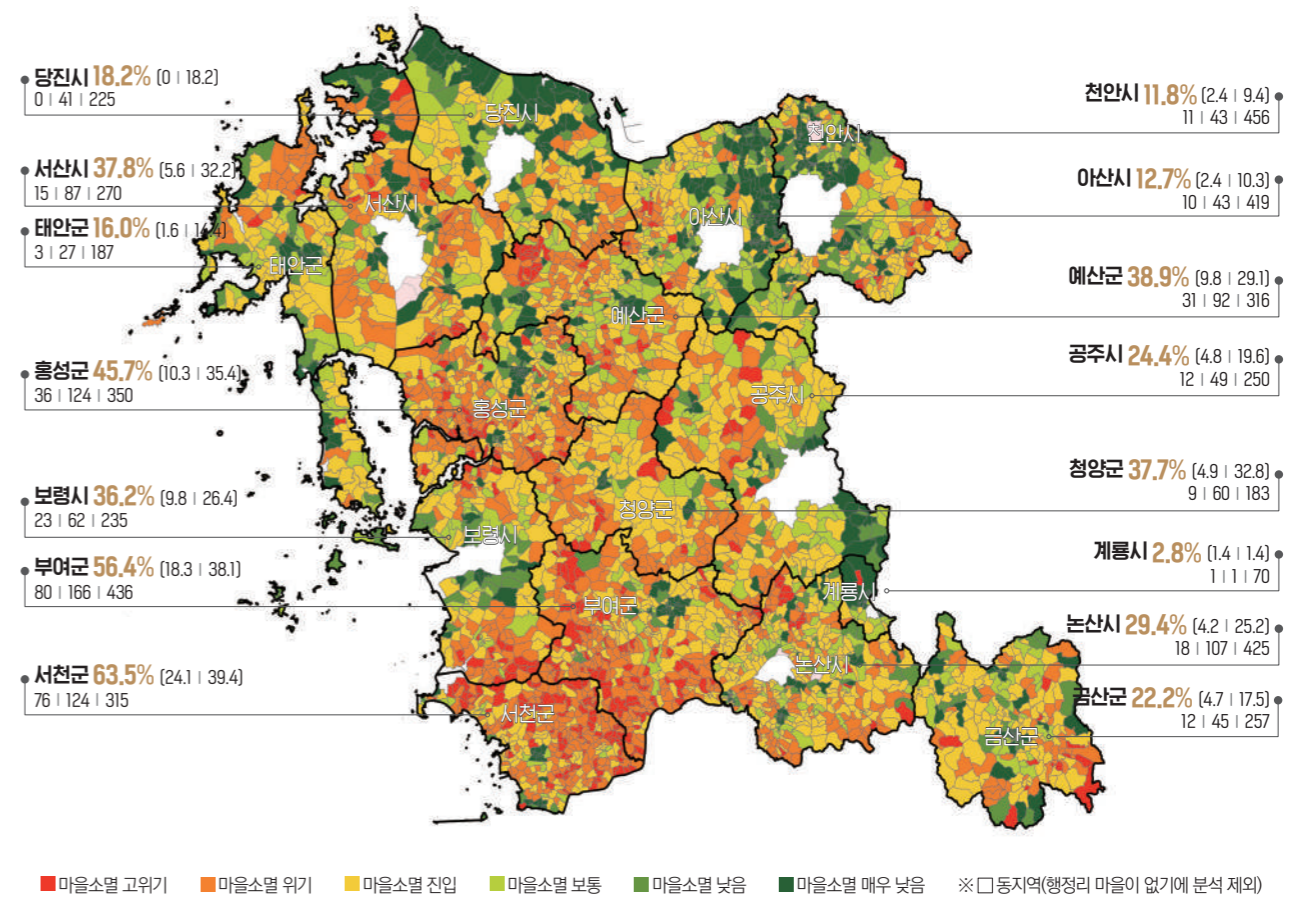 당진시 18.2% (0 | 18.2)
0 | 41 | 225
서산시 37.8% (5.6 | 32.2)
15 | 87 | 270
태안군 16.0% (1.6 | 14.4)
3 | 27 | 187
홍성군 45.7% (10.3 | 35.4)
36 | 124 | 350
보령시 36.2% (9.8 | 26.4)
23 | 62 | 235
부여군 56.4% (18.3 | 38.1)
80 | 166 | 436
서천군 63.5% (24.1 | 39.4)
76 | 124 | 315
당진시
천안시
서산시
아산시
태안군
예산군
공주시
홍성군
청양군
보령시
계룡시
부여군
논산시
서천군
금산군
천안시 11.8% (2.4 | 9.4)
11 | 43 | 456
아산시 12.7% (2.4 | 10.3)
10 | 43 | 419
예산군 38.9% (9.8 | 29.1)
31 | 92 | 316
공주시 24.4% (4.8 | 19.6)
12 | 49 | 250
청양군 37.7% (4.9 | 32.8)
9 | 60 | 183
계룡시 2.8% (1.4 | 1.4)
1 | 1 | 70
논산시 29.4% (4.2 | 25.2)
18 | 107 | 425
금산군 22.2% (4.7 | 17.5)
12 | 45 | 257
마을소멸 고위기 마을소멸 위기 마을소멸 진입 마을소멸 보통 마을소멸 낮음 마을소멸 매우 낮음 ※ □ 동지역(행정리 마을이 없기에 분석 제외)